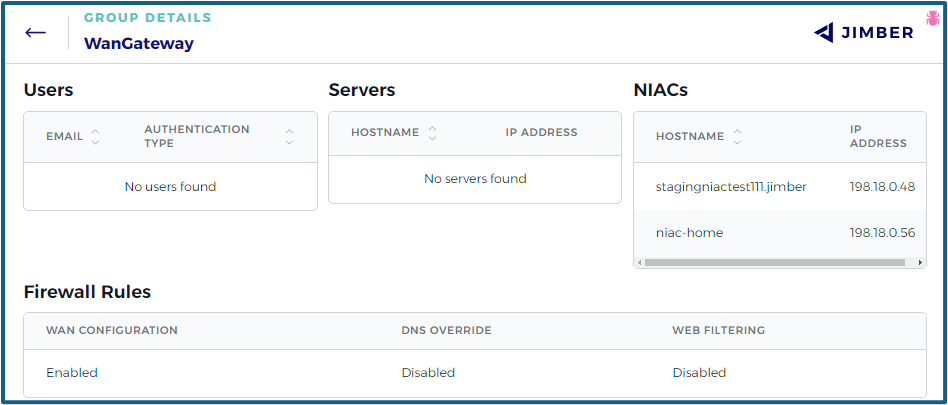 GROUP DETAILS
WanGateway
JIMBER
Users
Servers
NIACs
EMAIL
AUTHENTICATION
TYPE
No users found
HOSTNAME
IP ADDRESS
No servers found
HOSTNAME
IP
ADDRESS
stagingniactest111.jimber
198.18.0.48
niac-home
198.18.0.56
Firewall Rules
WAN CONFIGURATION
DNS OVERRIDE
WEB FILTERING
Enabled
Disabled
Disabled